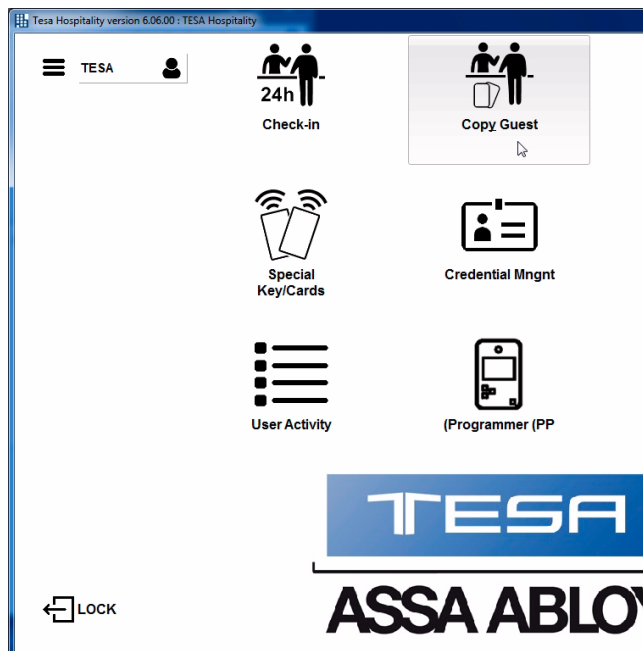 Tesa Hospitality version 6.06.00 : TESA Hospitality
TESA
24h
Check-in
Copy Guest
Special
Key/Cards
Credential Mngnt
User Activity
(Programmer (PP
TESA
ASSA ABLOY
LOCK